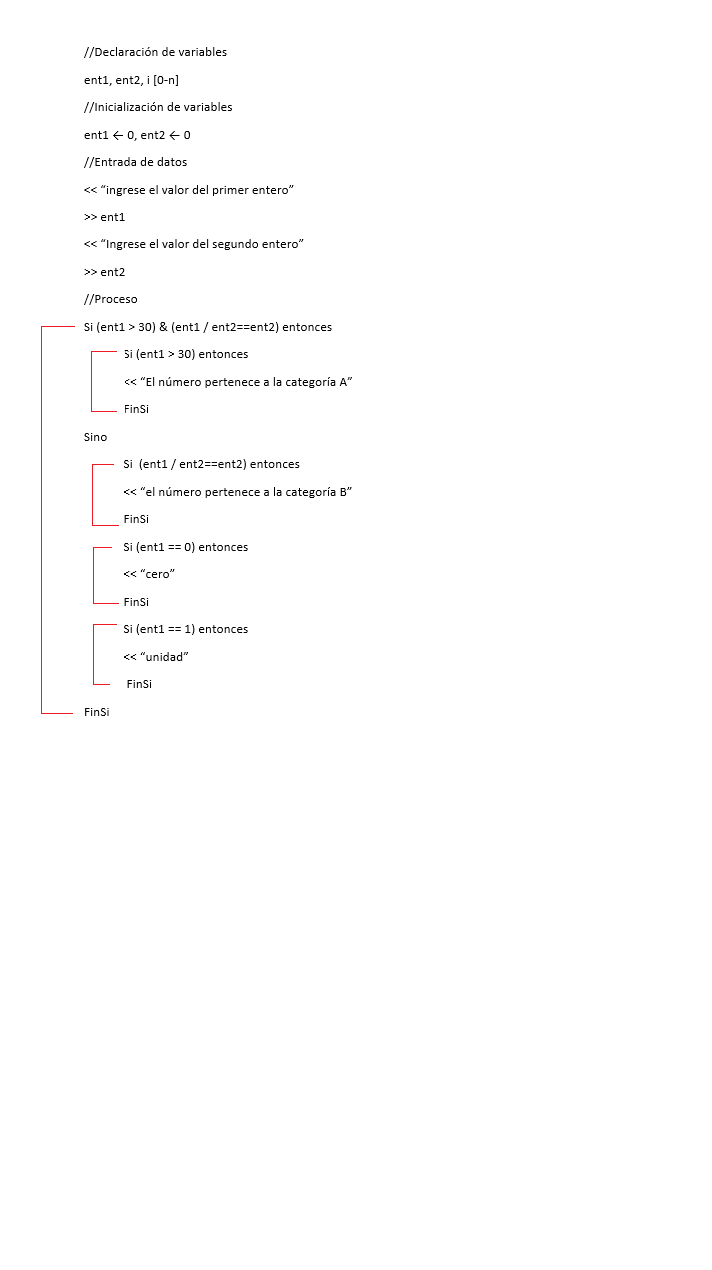 //Declaración de variables
ent1, ent2, i [0-n]
//Inicialización de variables
ent1 ← 0, ent2 ← 0
//Entrada de datos
<< “ingrese el valor del primer entero”
>> ent1
<< “Ingrese el valor del segundo entero”
>> ent2
//Proceso
Si (ent1 > 30) & (ent1 / ent2==ent2) entonces
Si (ent1 > 30) entonces
<< “El número pertenece a la categoría A”
FinSi
Sino
Si  (ent1 / ent2==ent2) entonces
<< “el número pertenece a la categoría B”
FinSi
Si (ent1 == 0) entonces
<< “cero”
FinSi
Si (ent1 == 1) entonces
<< “unidad”
FinSi
FinSi